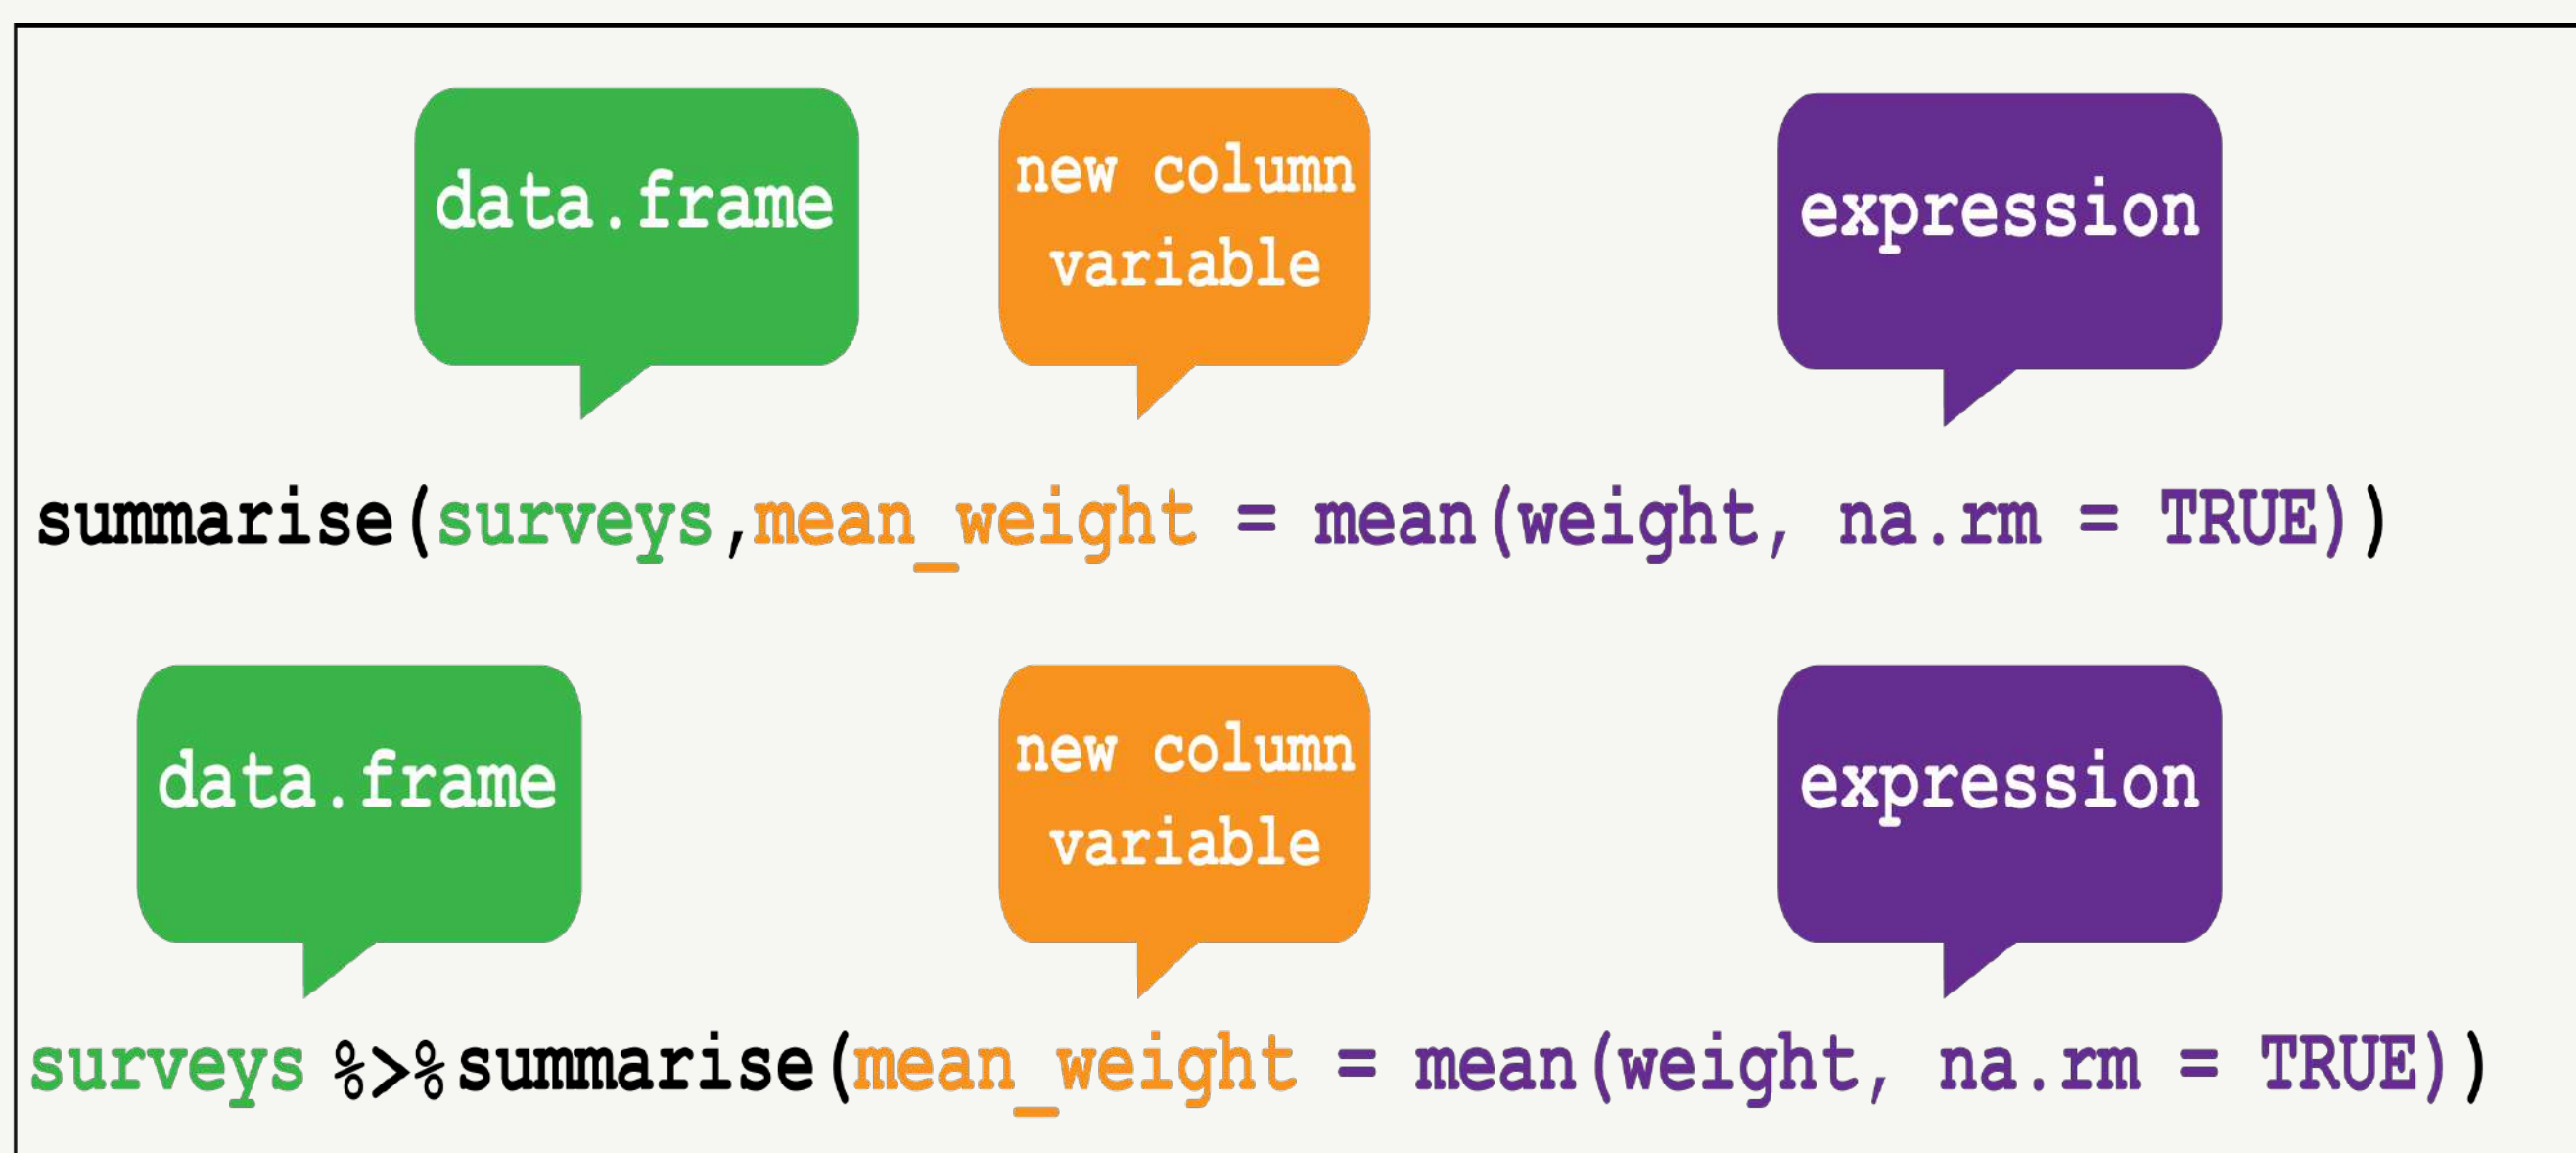 data.frame
new column
variable
expression
summarise(surveys,mean_weight = mean(weight, na.rm = TRUE))
data.frame
new column
variable
expression
surveys %>%summarise(mean_weight = mean(weight, na.rm = TRUE))